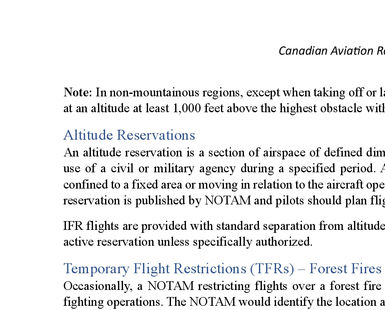 Canadian Aviation Re
Note: In non-mountainous regions, except when taking off or la
at an altitude at least 1,000 feet above the highest obstacle with
Altitude Reservations
An altitude reservation is a section of airspace of defined dim
use of a civil or military agency during a specified period. A
confined to a fixed area or moving in relation to the aircraft ope
reservation is published by NOTAM and pilots should plan flig
IFR flights are provided with standard separation from altitude
active reservation unless specifically authorized.
Temporary Flight Restrictions (TFRs) – Forest Fires
Occasionally, a NOTAM restricting flights over a forest fire
fighting operations. The NOTAM would identify the location a